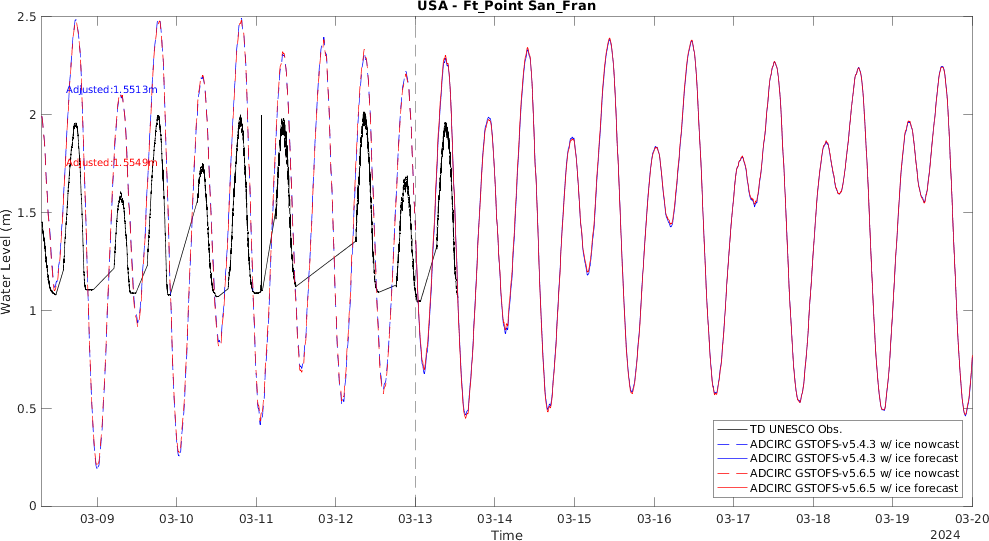 USA - Ft_Point San_Fran
2.5
2
1.5
1
0.5
0
Water Level (m)
Adjusted:1.5513m
Adjusted:1.5549m
TD UNESCO Obs.
ADCIRC GSTOFS-v5.4.3 w/ ice nowcast
ADCIRC GSTOFS-v5.4.3 w/ ice forecast
ADCIRC GSTOFS-v5.6.5 w/ ice nowcast
ADCIRC GSTOFS-v5.6.5 w/ ice forecast
03-09 03-10 03-11 03-12 03-13 03-14 03-15 03-16 03-17 03-18 03-19 03-20
Time
2024